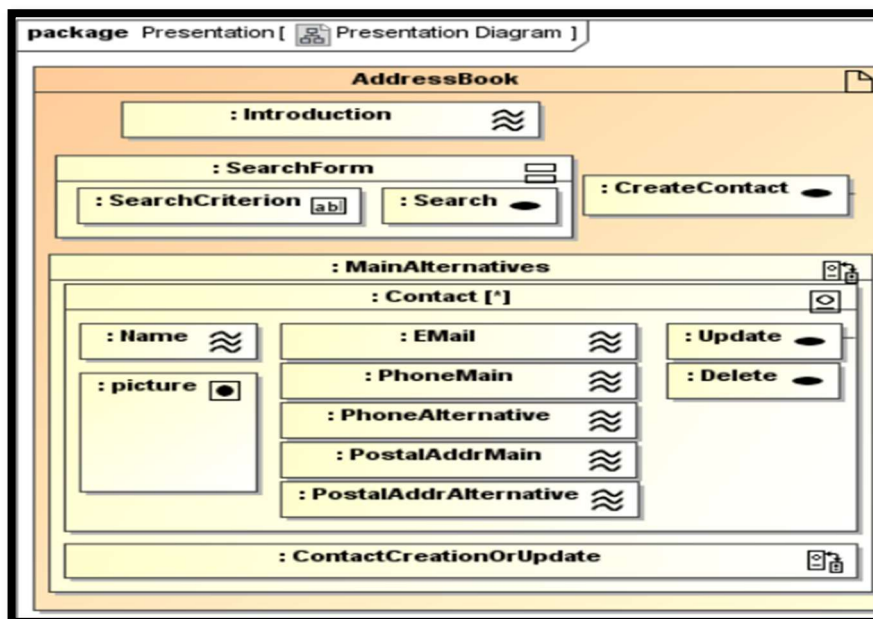 package Presentation [ Presentation Diagram ]
AddressBook
: Introduction
: SearchForm
: SearchCriterion ab|
: Search
: CreateContact
: MainAlternatives
: Contact [*]
: Name
: EMail
: Update
: picture
: PhoneMain
: Delete
: PhoneAlternative
: PostalAddrMain
: PostalAddrAlternative
: ContactCreationOrUpdate